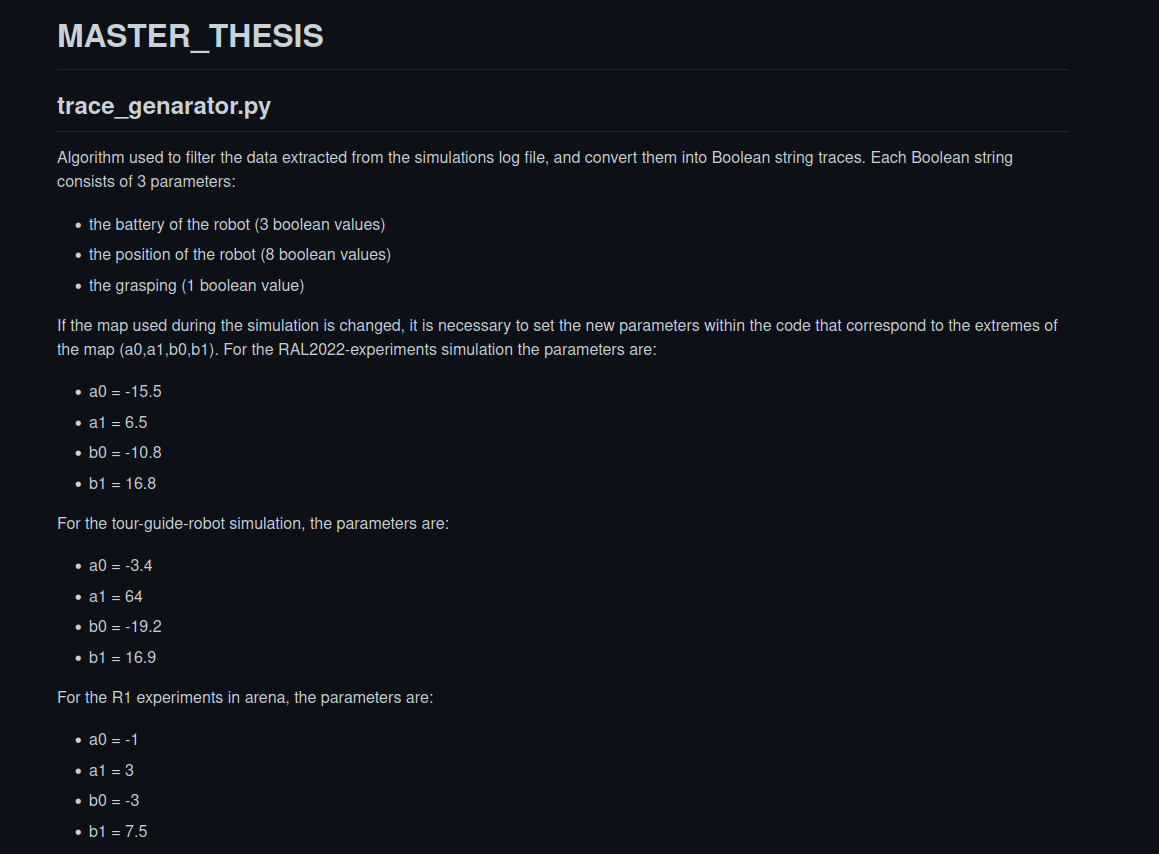 MASTER_THESIS
trace_genarator.py
Algorithm used to filter the data extracted from the simulations log file, and convert them into Boolean string traces. Each Boolean string
consists of 3 parameters:
• the battery of the robot (3 boolean values)
• the position of the robot (8 boolean values)
• the grasping (1 boolean value)
If the map used during the simulation is changed, it is necessary to set the new parameters within the code that correspond to the extremes of
the map (a0,a1,b0,b1). For the RAL2022-experiments simulation the parameters are:
• a0 = -15.5
• a1 = 6.5
• b0 = -10.8
• b1 = 16.8
For the tour-guide-robot simulation, the parameters are:
• a0 = -3.4
• a1 = 64
• b0 = -19.2
• b1 = 16.9
For the R1 experiments in arena, the parameters are:
• a0 = -1
• a1 = 3
• b0 = -3
• b1 = 7.5